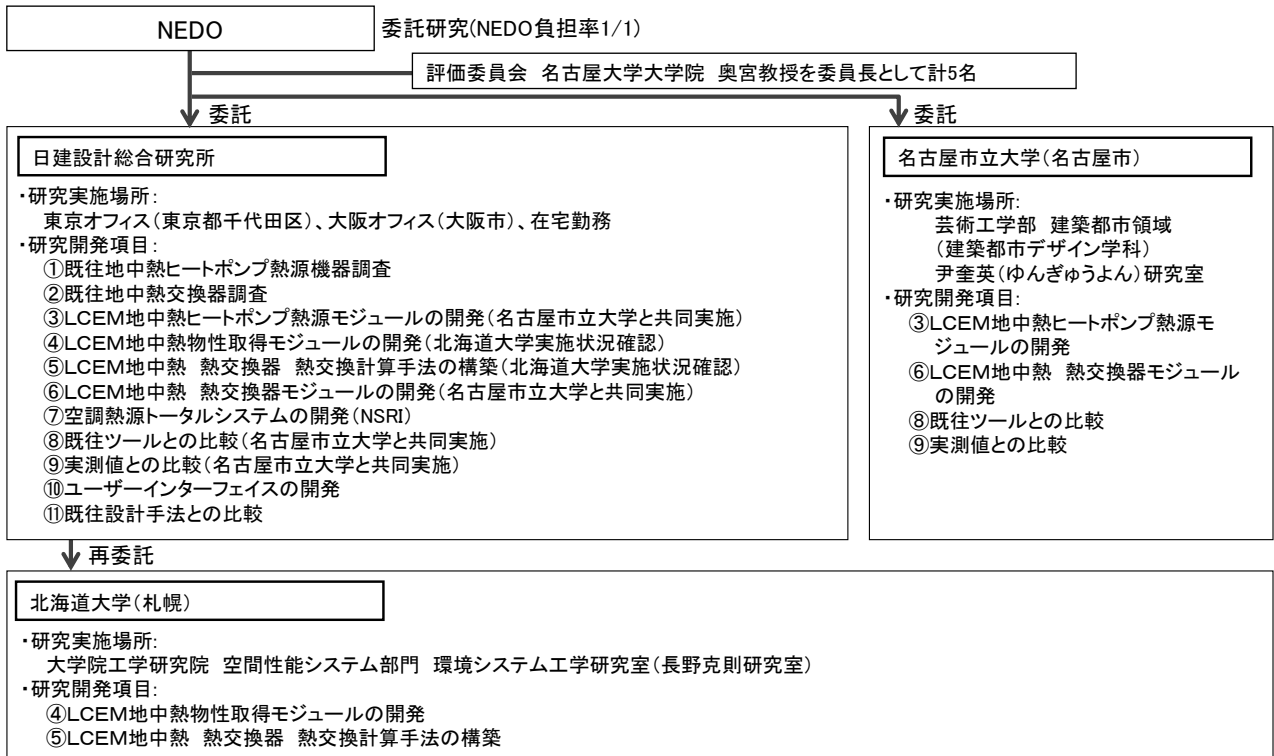 NEDO
委託研究(NEDO負担率1/1)
評価委員会 名古屋大学大学院 奥宮教授を委員長として計5名
委託
委託
日建設計総合研究所
・研究実施場所:
東京オフィス(東京都千代田区)、大阪オフィス(大阪市)、在宅勤務
・研究開発項目:
①既往地中熱ヒートポンプ熱源機器調査
②既往地中熱交換器調査
③LCEM地中熱ヒートポンプ熱源モジュールの開発(名古屋市立大学と共同実施)
④LCEM地中熱物性取得モジュールの開発(北海道大学実施状況確認)
⑤LCEM地中熱 熱交換器 熱交換計算手法の構築(北海道大学実施状況確認)
⑥LCEM地中熱 熱交換器モジュールの開発(名古屋市立大学と共同実施)
⑦空調熱源トータルシステムの開発(NSRI)
⑧既往ツールとの比較(名古屋市立大学と共同実施)
⑨実測値との比較(名古屋市立大学と共同実施)
⑩ユーザーインターフェイスの開発
⑪既往設計手法との比較
名古屋市立大学(名古屋市)
・研究実施場所:
芸術工学部 建築都市領域
(建築都市デザイン学科)
尹奎英(ゆんぎゅうよん)研究室
・研究開発項目:
③LCEM地中熱ヒートポンプ熱源モ
ジュールの開発
⑥LCEM地中熱 熱交換器モジュール
の開発
⑧既往ツールとの比較
⑨実測値との比較
再委託
北海道大学(札幌)
・研究実施場所:
大学院工学研究院 空間性能システム部門 環境システム工学研究室(長野克則研究室)
・研究開発項目:
④LCEM地中熱物性取得モジュールの開発
⑤LCEM地中熱 熱交換器 熱交換計算手法の構築